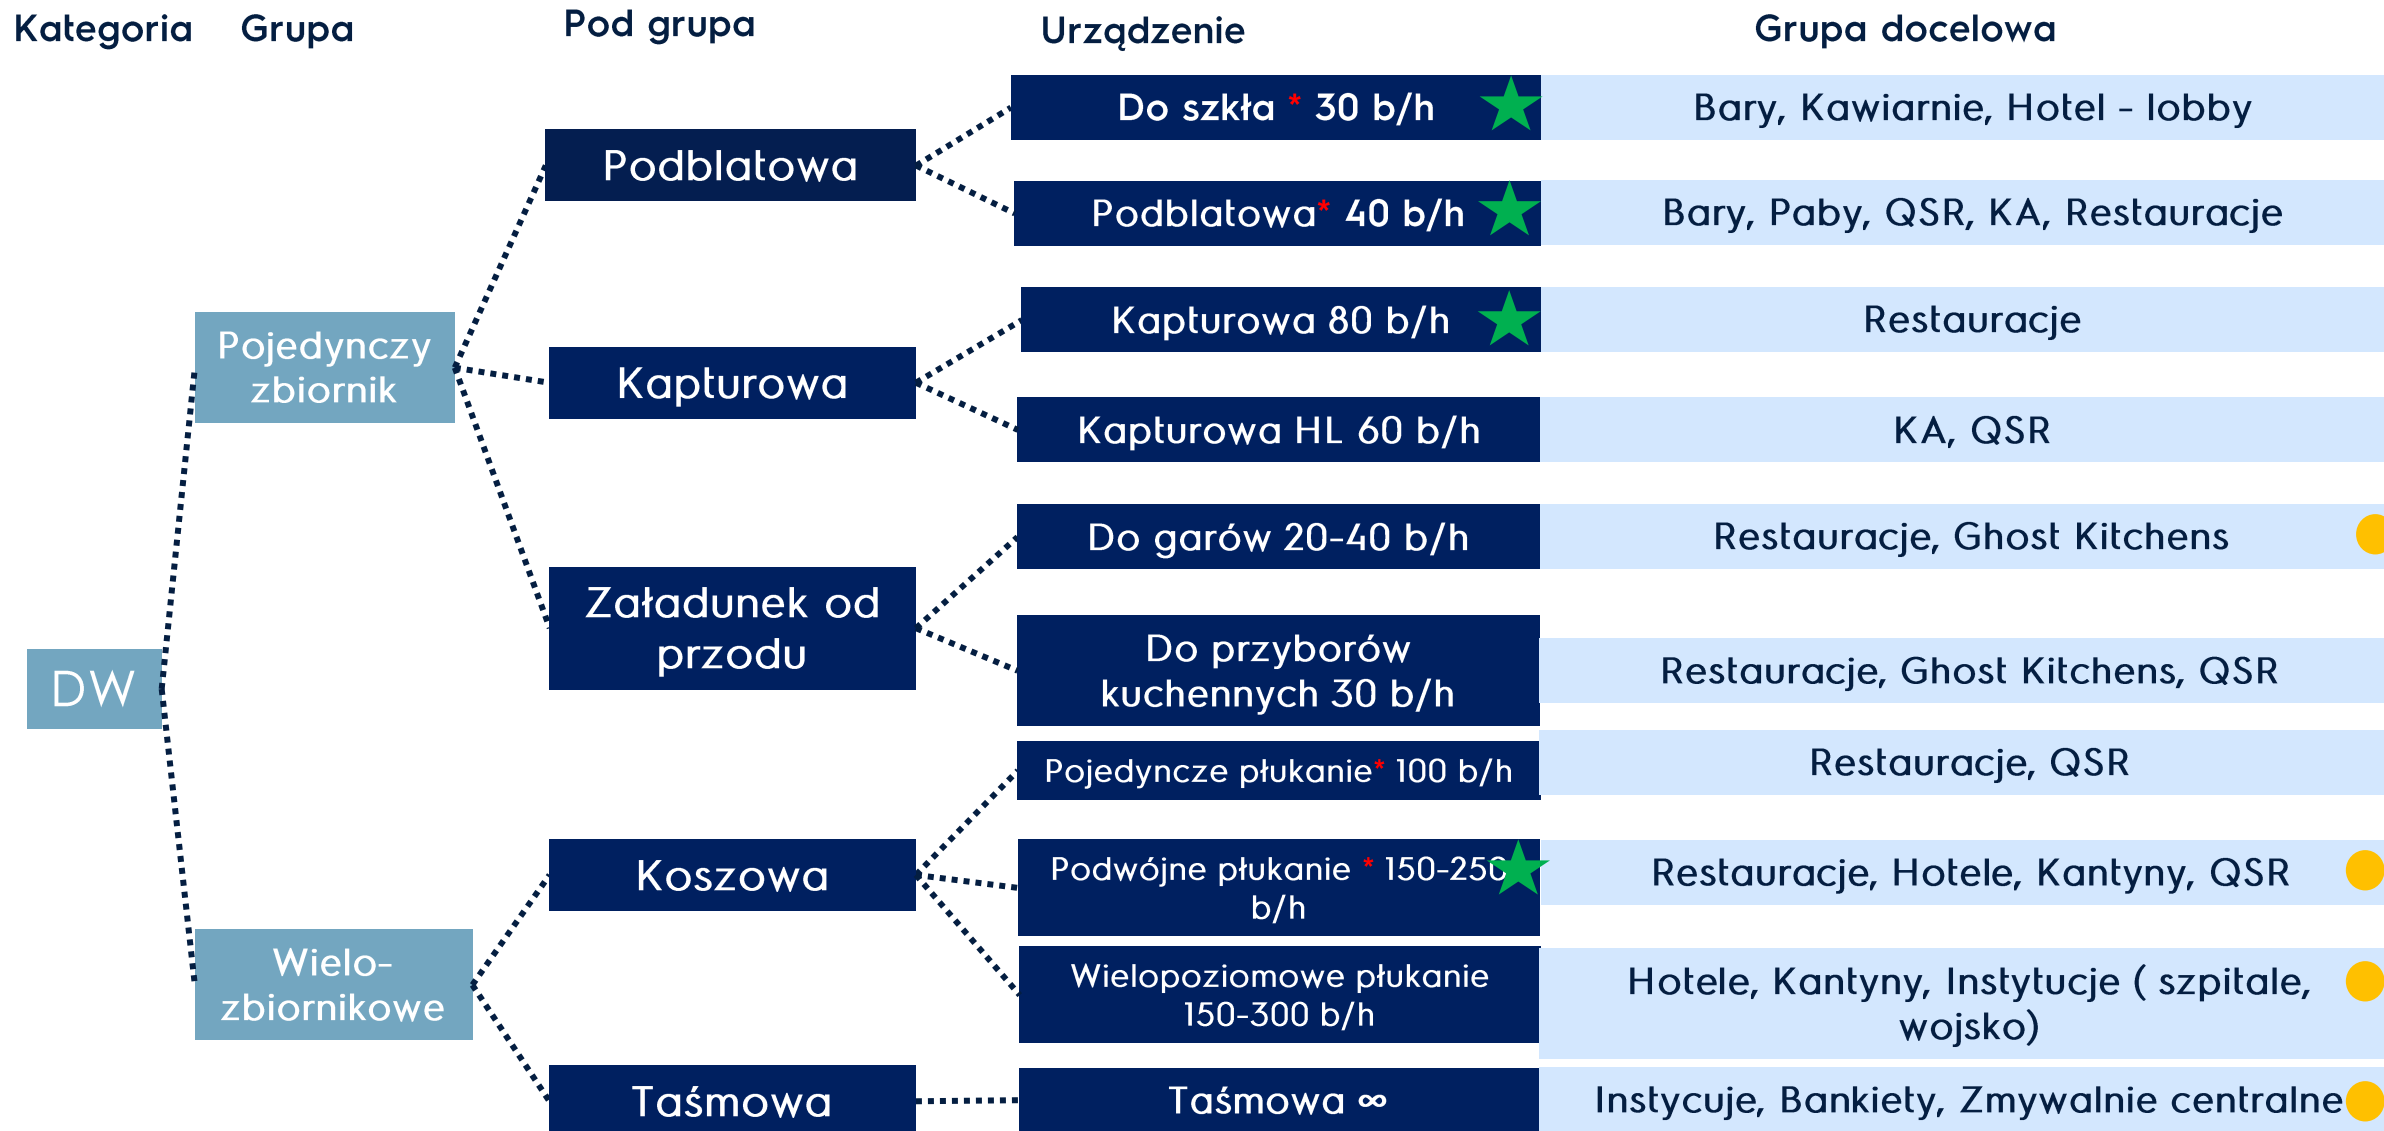 Kategoria
Grupa
Pod grupa
Urządzenie
Grupa docelowa
DW
Pojedynczy
zbiornik
Podblatowa
Do szkła * 30 b/h
Bary, Kawiarnie, Hotel - lobby
Podblatowa* 40 b/h
Bary, Paby, QSR, KA, Restauracje
Kapturowa
Kapturowa 80 b/h
Restauracje
Kapturowa HL 60 b/h
KA, QSR
Załadunek od
przodu
Do garów 20-40 b/h
Restauracje, Ghost Kitchens
Do przyborów
kuchennych 30 b/h
Restauracje, Ghost Kitchens, QSR
Wielo-
zbiornikowe
Koszowa
Pojedyncze płukanie* 100 b/h
Restauracje, QSR
Podwójne płukanie * 150-250
b/h
Restauracje, Hotele, Kantyny, QSR
Wielopoziomowe płukanie
150-300 b/h
Hotele, Kantyny, Instytucje ( szpitale,
wojsko)
Taśmowa
Taśmowa ∞
Instycuje, Bankiety, Zmywalnie centralne